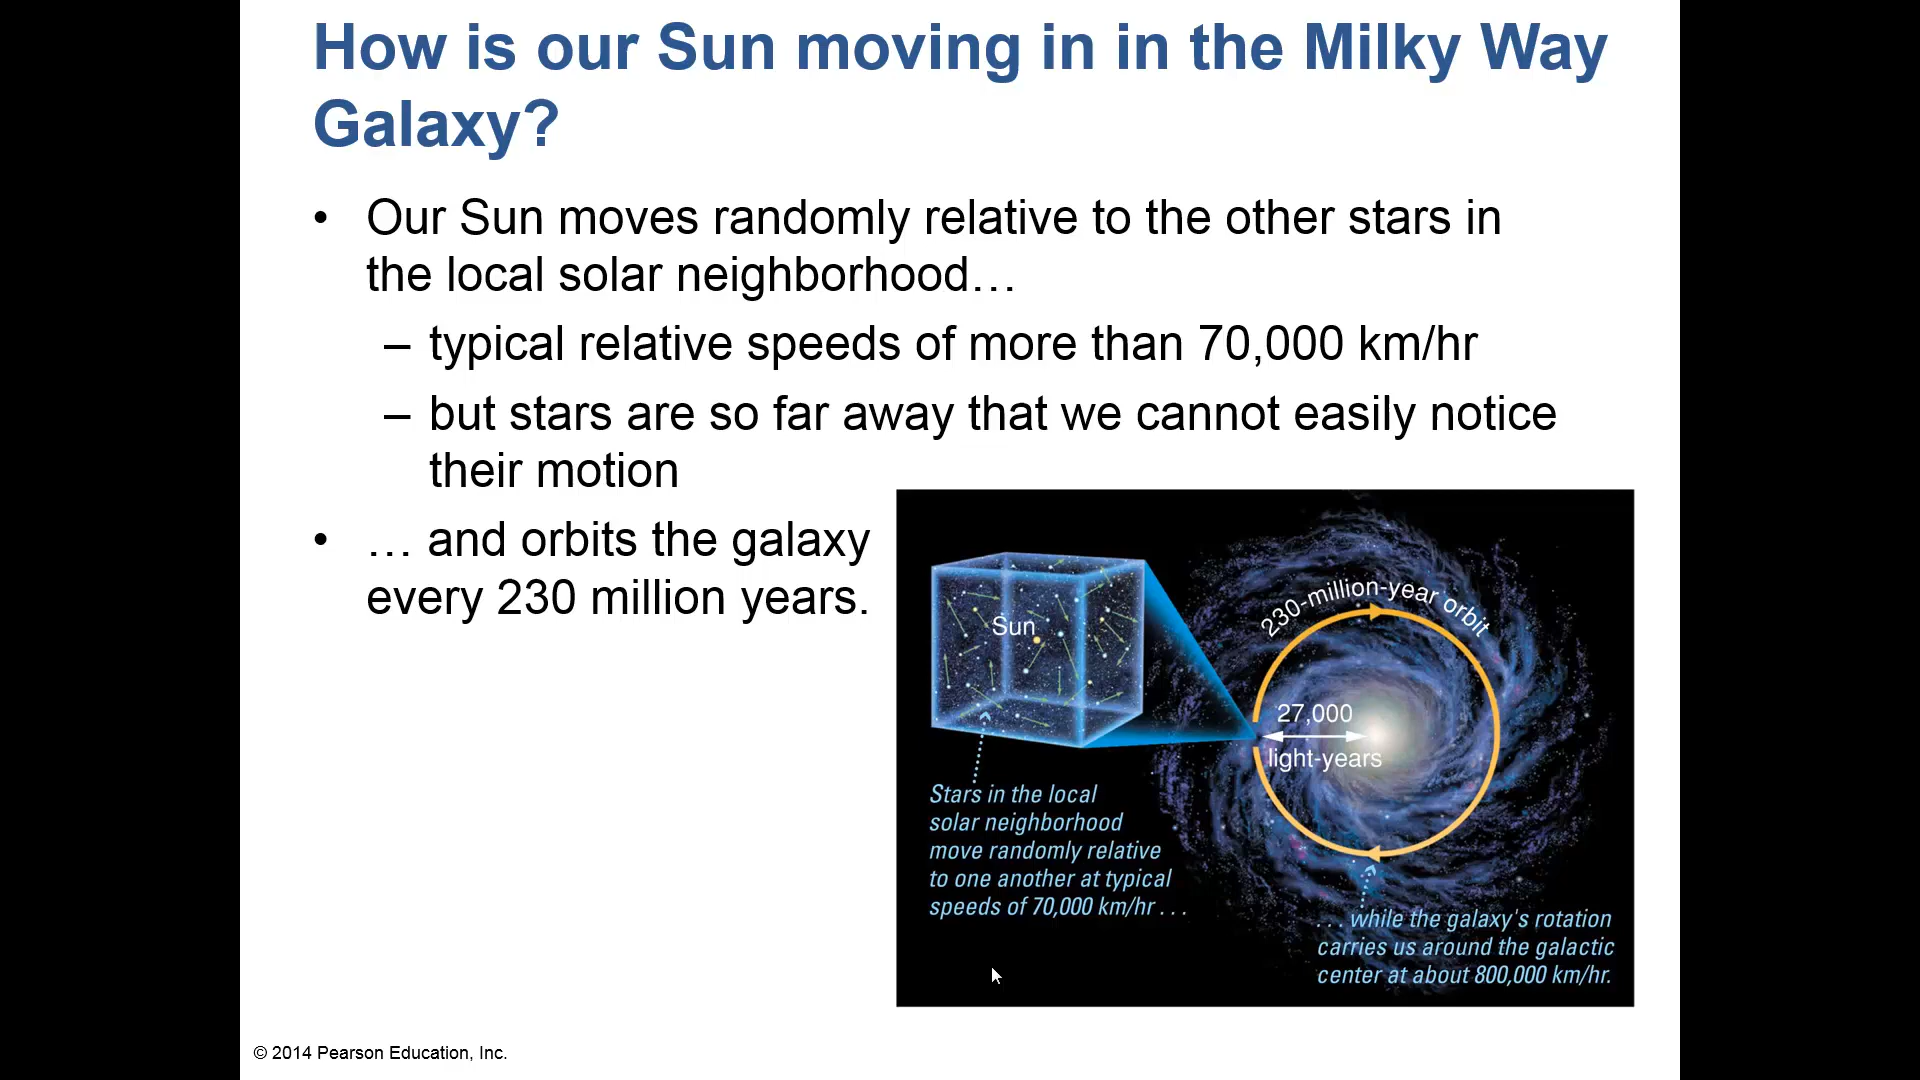 How is our Sun moving in in the Milky Way
Galaxy?
• Our Sun moves randomly relative to the other stars in
the local solar neighborhood…
– typical relative speeds of more than 70,000 km/hr
– but stars are so far away that we cannot easily notice
their motion
• … and orbits the galaxy
every 230 million years.
Sun
230-million-year orbit
27,000
light-years
Stars in the local
solar neighborhood
move randomly relative
to one another at typical
speeds of 70,000 km/hr . . .
. . . while the galaxy's rotation
carries us around the galactic
center at about 800,000 km/hr.
© 2014 Pearson Education, Inc.